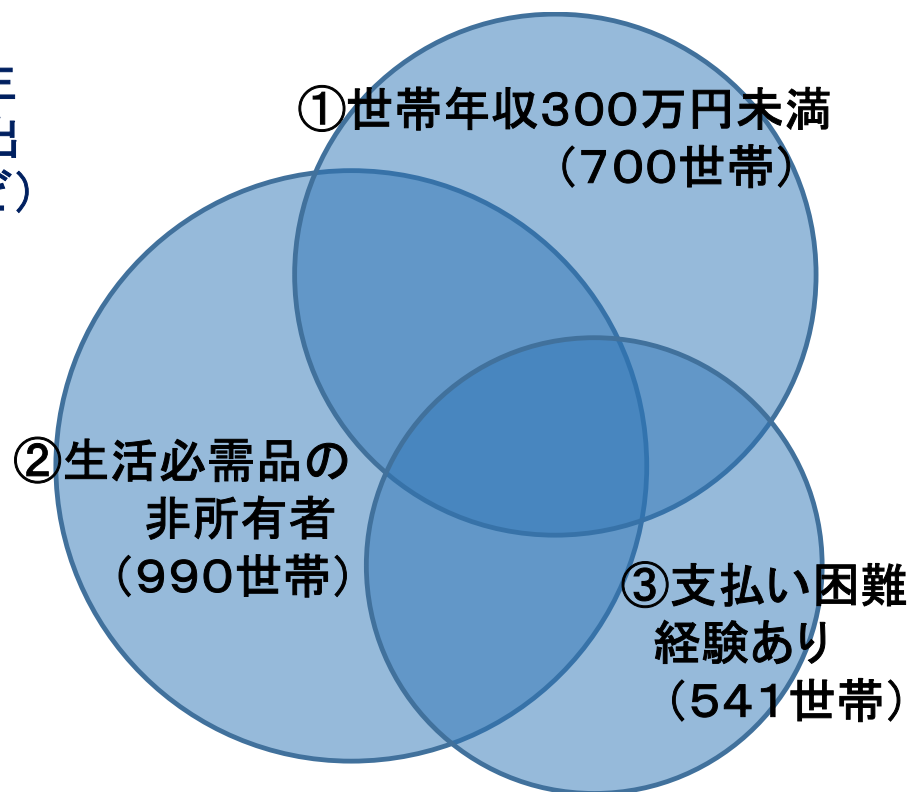 ①世帯年収300万円未満
(700世帯)
②生活必需品の
非所有者
(990世帯)
③支払い困難
経験あり
(541世帯)